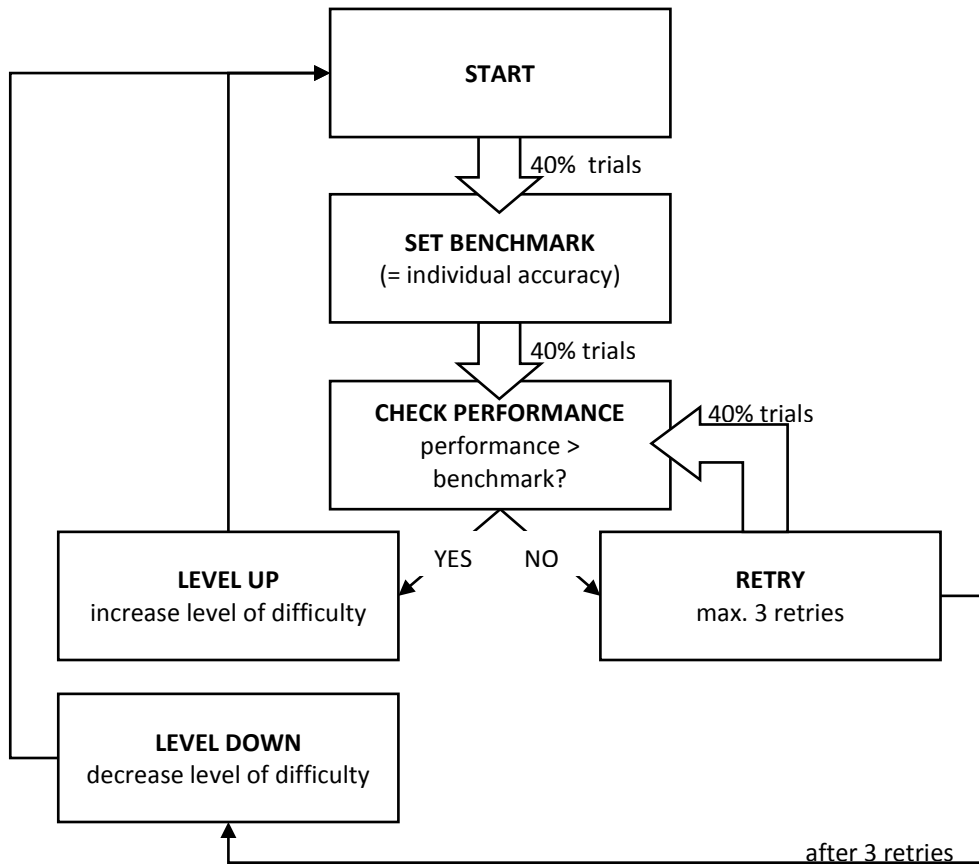 START
40%  trials
SET BENCHMARK
(= individual accuracy)
40% trials
CHECK PERFORMANCE
performance >
benchmark?
40% trials
YES
NO
LEVEL UP
increase level of difficulty
RETRY
max. 3 retries
LEVEL DOWN
decrease level of difficulty
after 3 retries